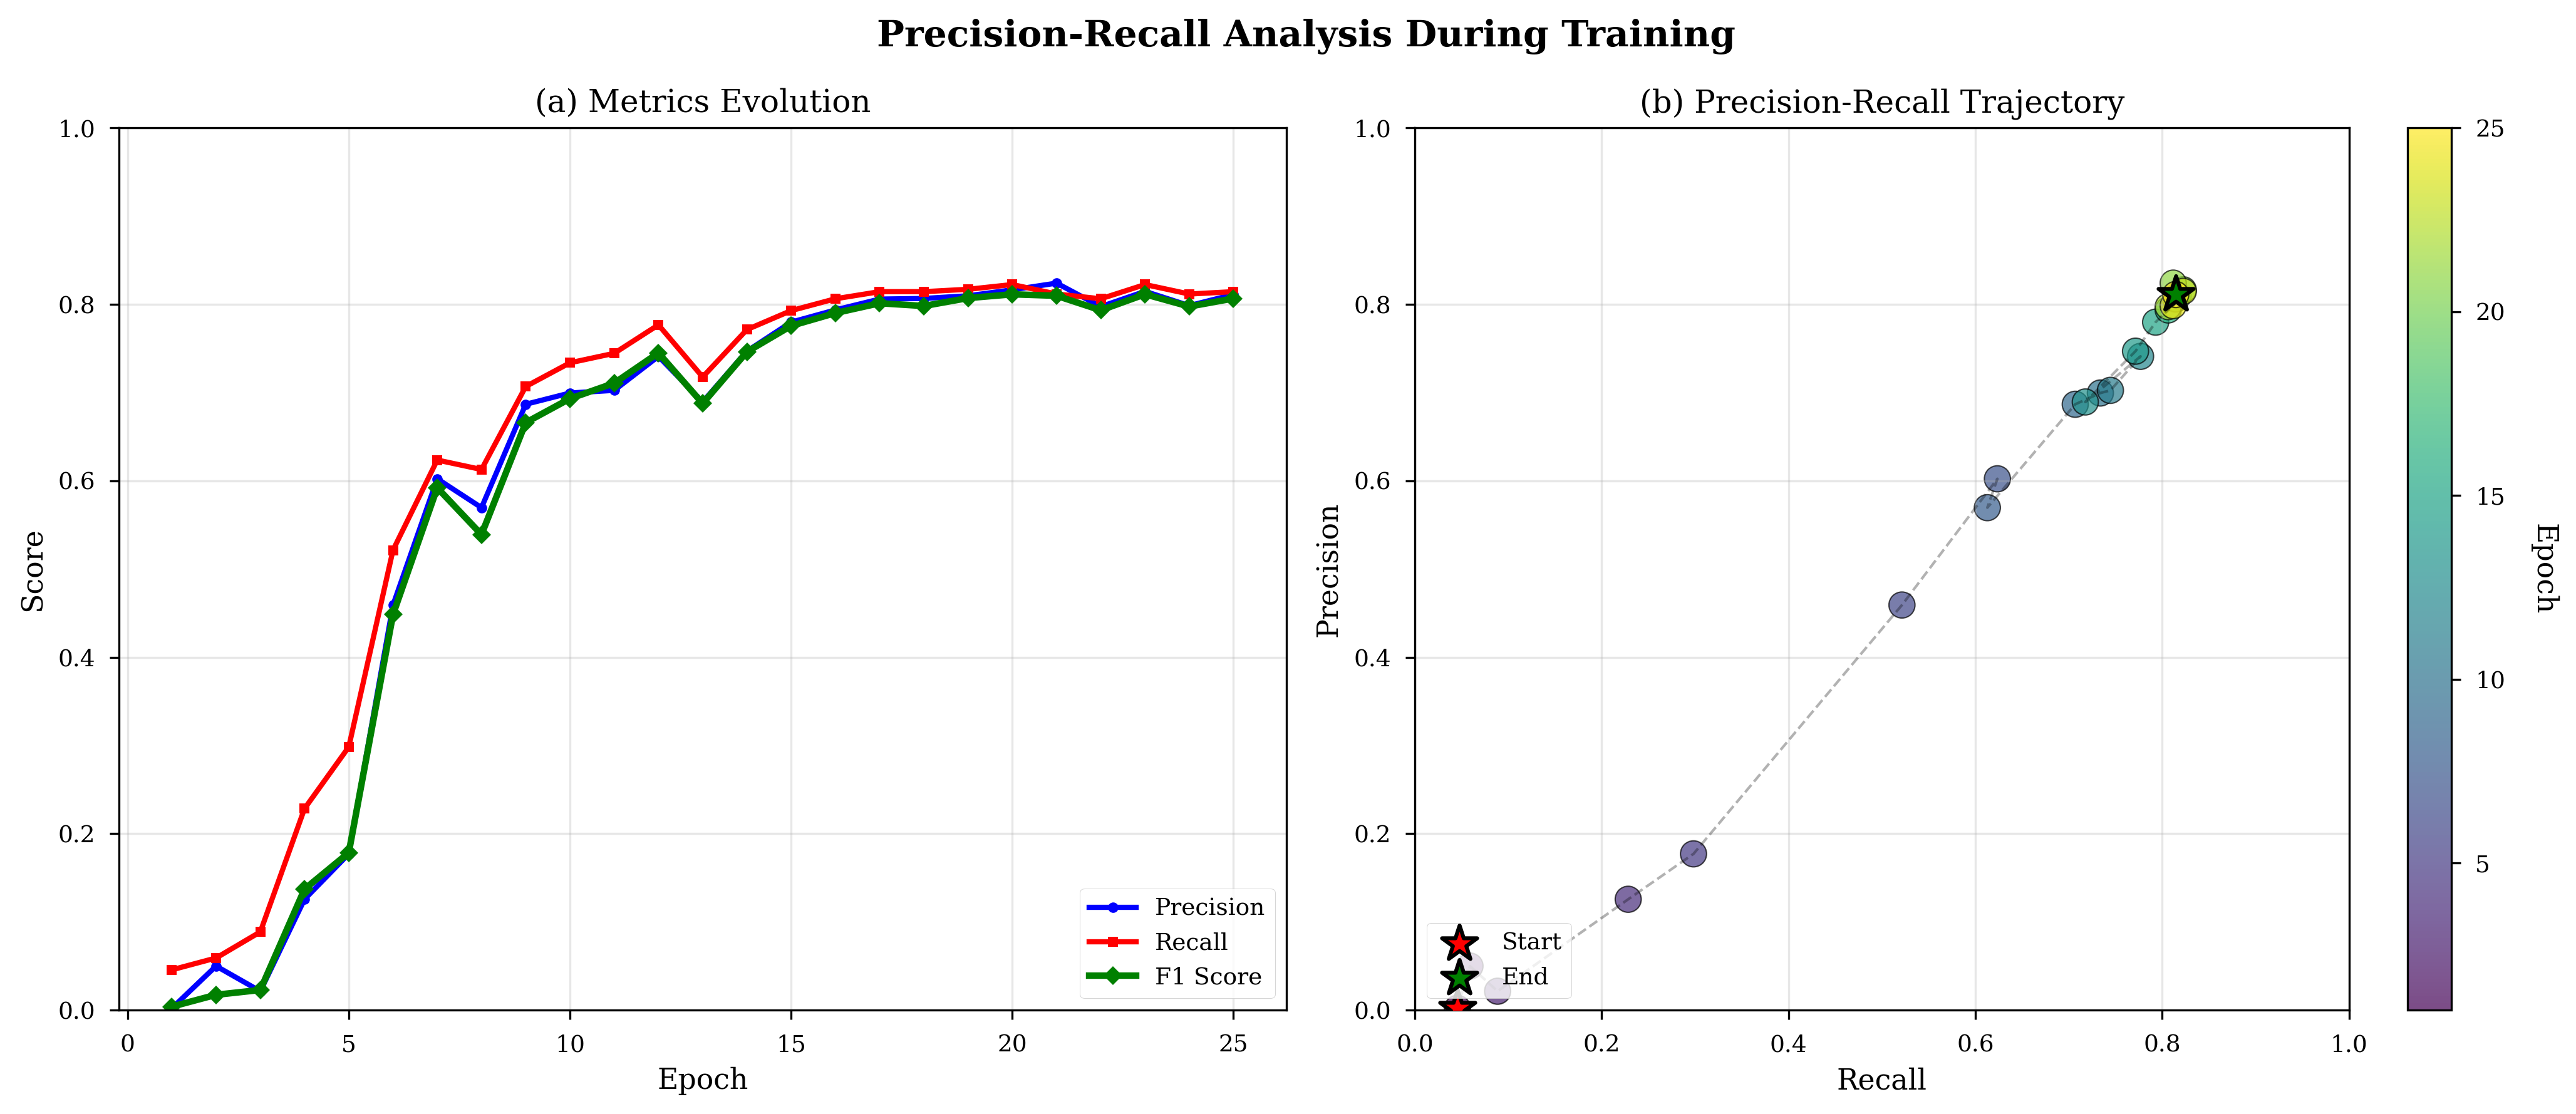 Precision-Recall Analysis During Training
(a) Metrics Evolution
1.0
0.8
0.6
0.4
0.2
0.0
Score
0 5 10 15 20 25
Epoch
Precision
Recall
F1 Score
(b) Precision-Recall Trajectory
1.0
0.8
0.6
0.4
0.2
0.0
Precision
0.0 0.2 0.4 0.6 0.8 1.0
Recall
Start
End
25
20
15
10
5
Epoch